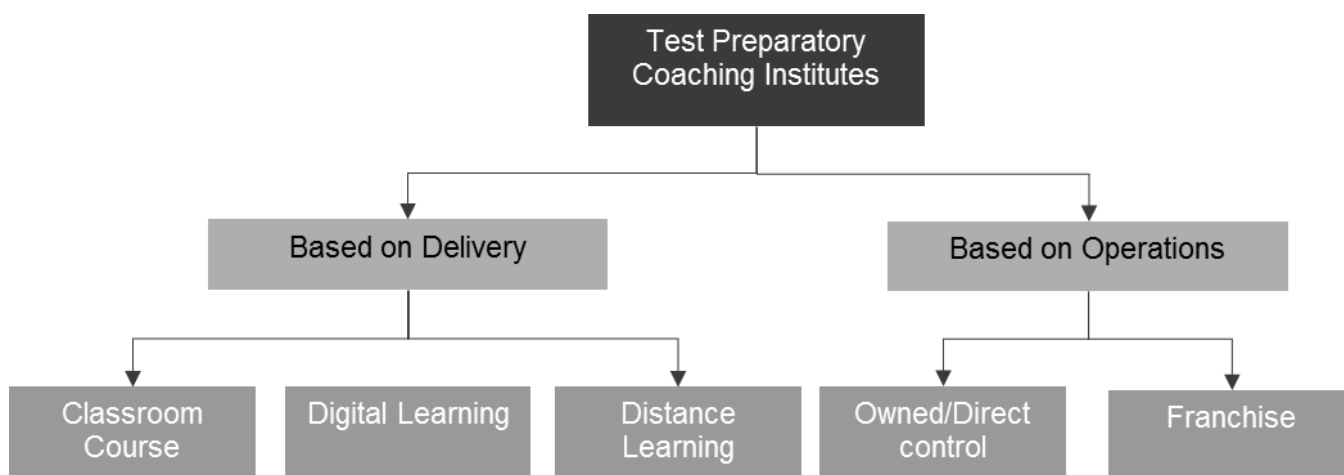 Test Preparatory
Coaching Institutes
Based on Delivery
Based on Operations
Classroom
Course
Digital Learning
Distance
Learning
Owned/Direct
control
Franchise